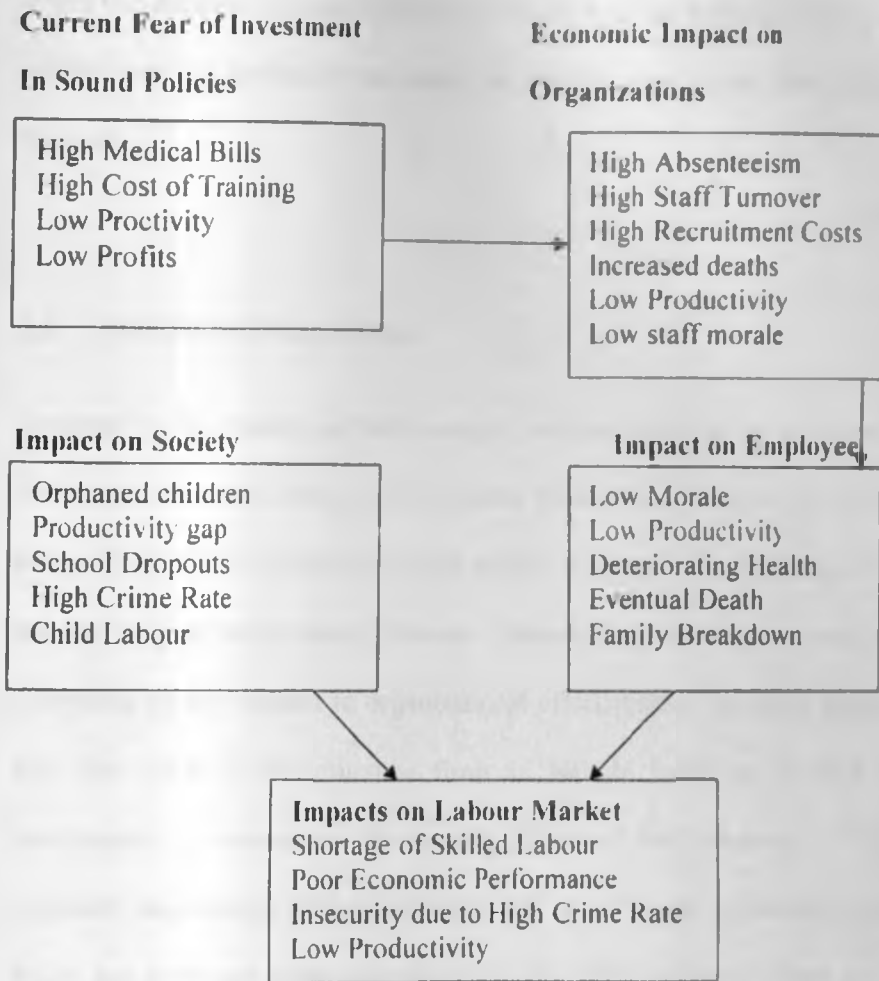 Current Fear of Investment
In Sound Policies
High Medical Bills
High Cost of Training
Low Proctivity
Low Profits
Economic Impact on
Organizations
High Absenteeism
High Staff Turnover
High Recruitment Costs
Increased deaths
Low Productivity
Low staff morale
Impact on Society
Orphaned children
Productivity gap
School Dropouts
High Crime Rate
Child Labour
Impact on Employee
Low Morale
Low Productivity
Deteriorating Health
Eventual Death
Family Breakdown
Impacts on Labour Market
Shortage of Skilled Labour
Poor Economic Performance
Insecurity due to High Crime Rate
Low Productivity